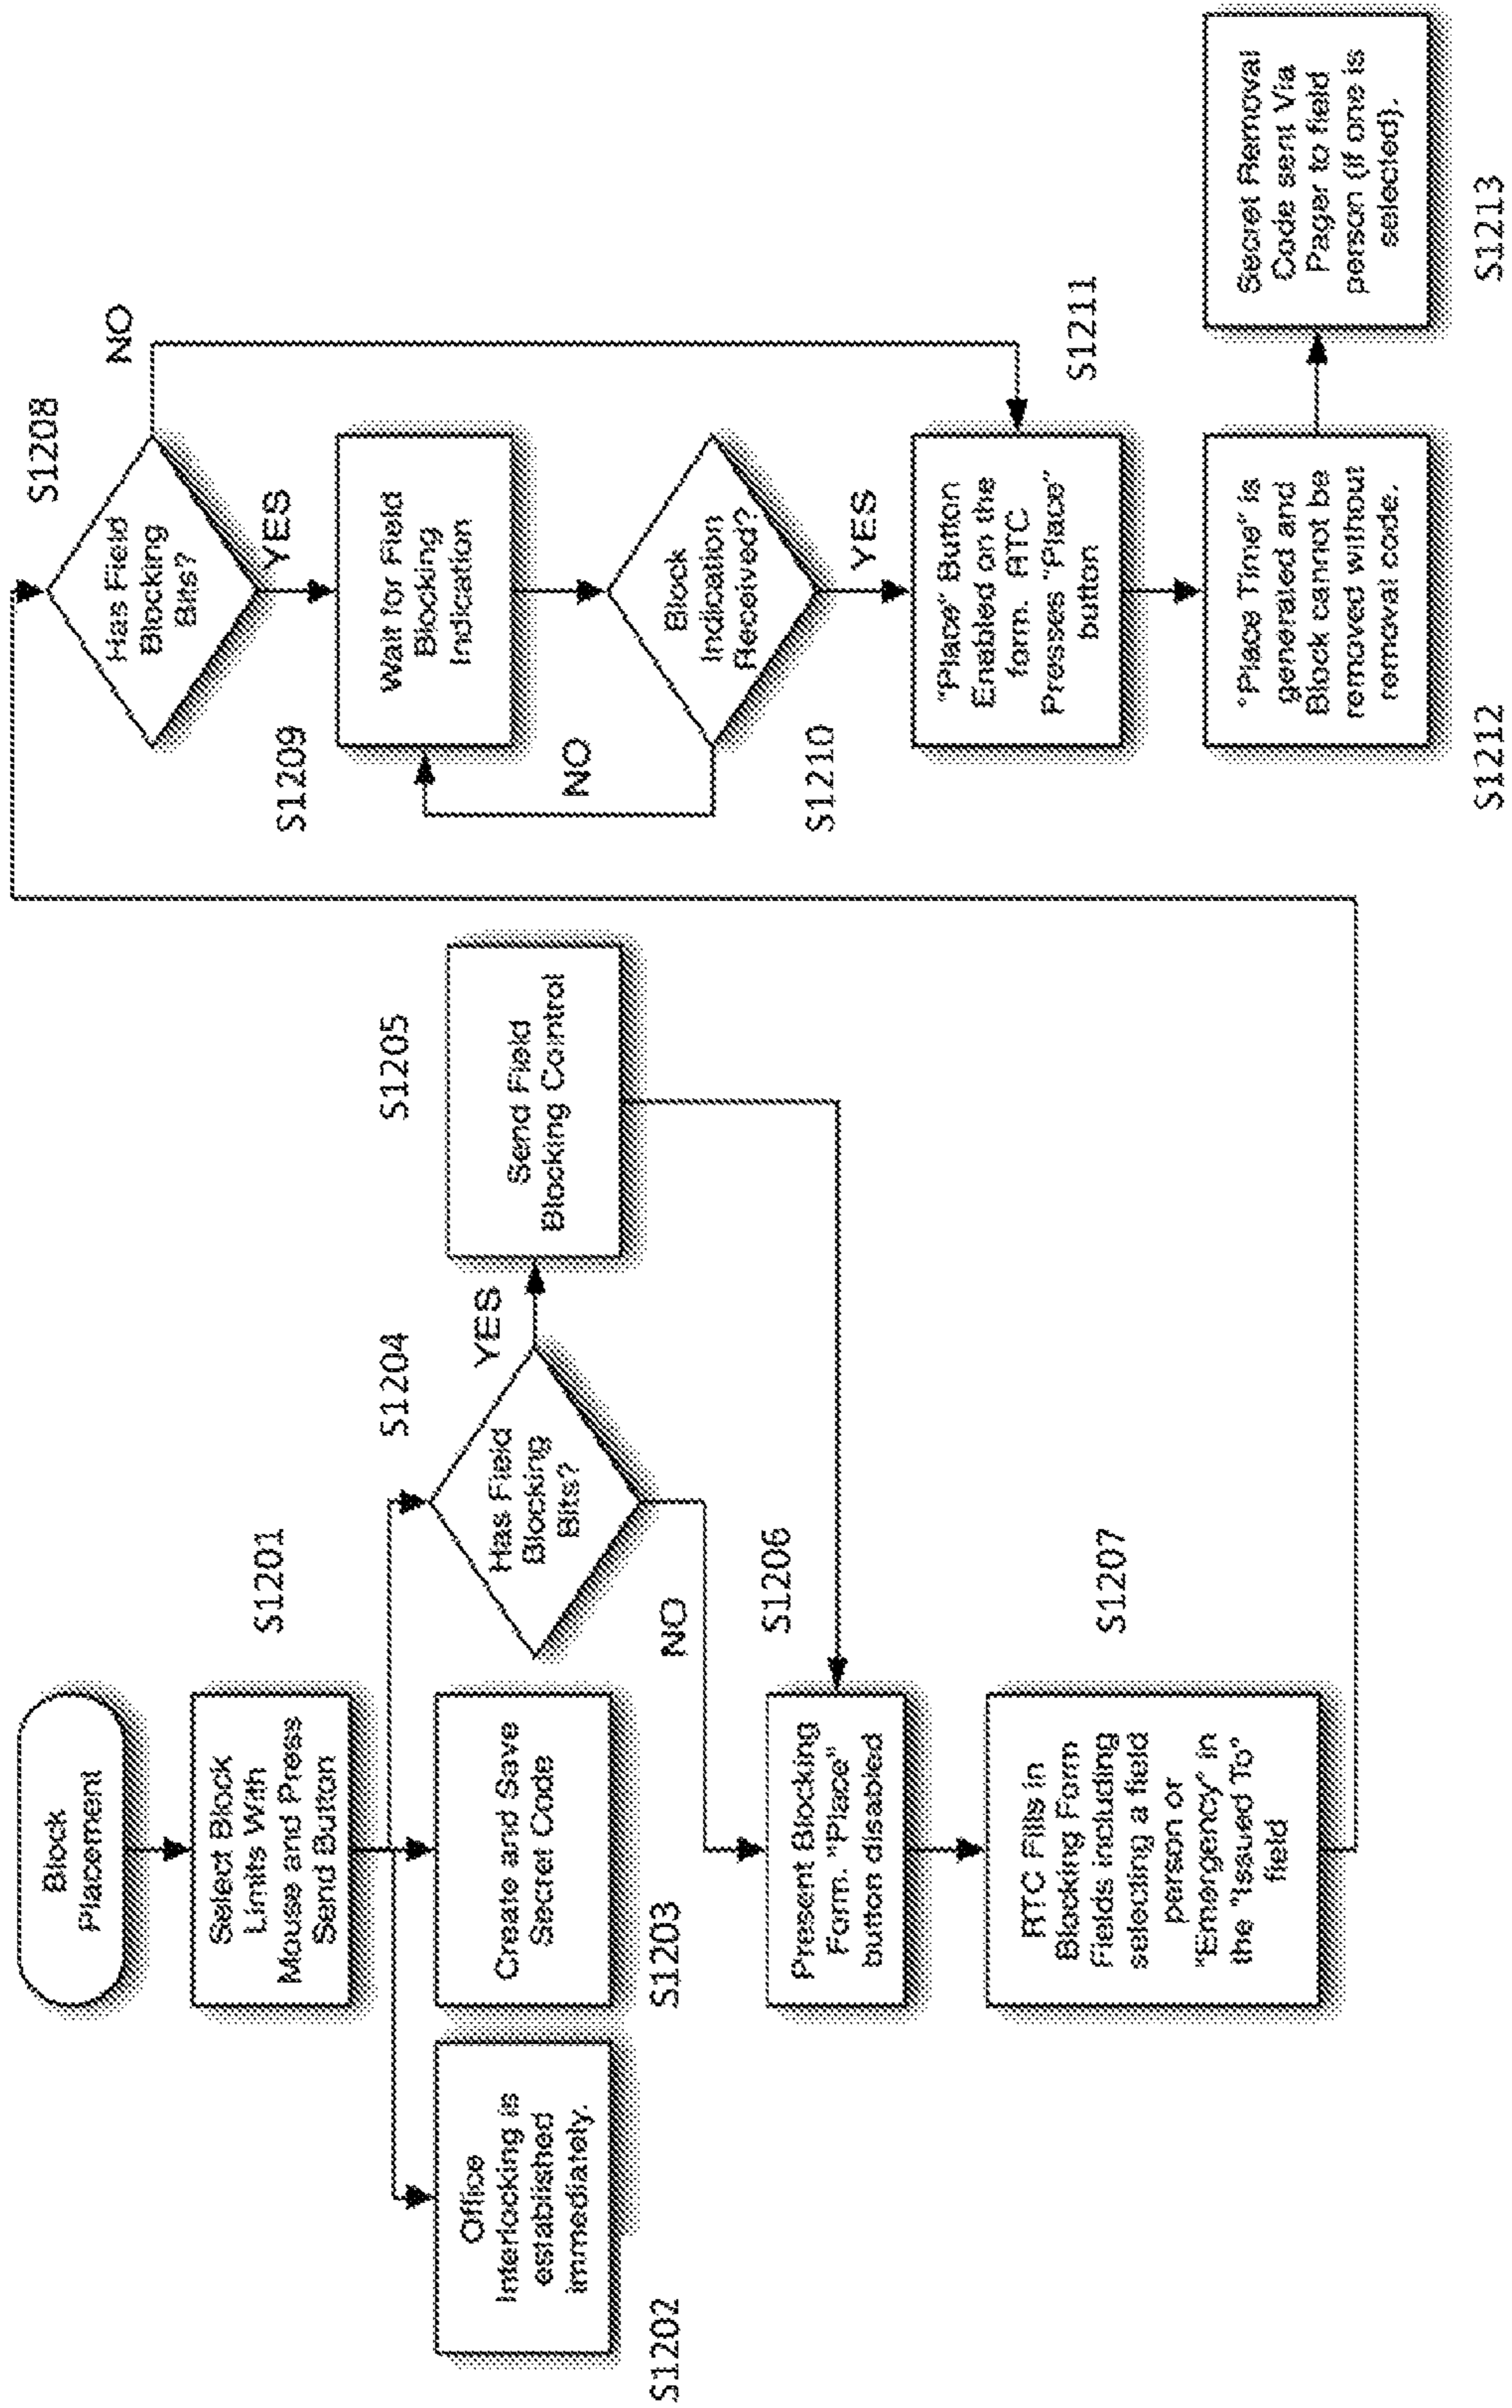 Block
Placement
Select Block
Limits With
Mouse and Press
Send Button
S1201
Office
Interlocking is
established
immediately.
S1202
Create and Save
Secret Code
S1203
Has Field
Blocking
Bits?
S1204
YES
NO
Send Field
Blocking Control
S1205
Present Blocking
Form. "Place"
button disabled
S1206
RTC Fills in
Blocking Form
Fields including
selecting a field
person or
"Emergency" in
the "Issued To"
field
S1207
Has Field
Blocking
Bits?
S1208
NO
YES
Wait for Field
Blocking
Indication
S1209
NO
Block
Indication
Received?
S1210
YES
"Place" Button
Enabled on the
form. RTC
Presses "Place"
button
S1211
"Place Time" is
generated and
Block cannot be
removed without
removal code.
S1212
Secret Removal
Code sent Via
Pager to field
person (if one is
selected).
S1213